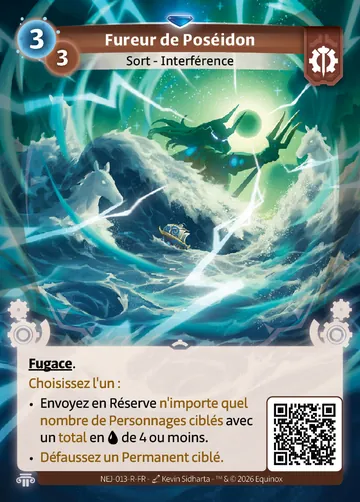 3
3
Fureur de Poséidon
Sort - Interférence
Fugace.
Choisissez l'un :
• Envoyez en Réserve n'importe quel
nombre de Personnages ciblés avec
un total en de 4 ou moins.
• Défaussez un Permanent ciblé.
NEJ-013-R-FR - Kevin Sidharta - ™ & © 2026 Equinox